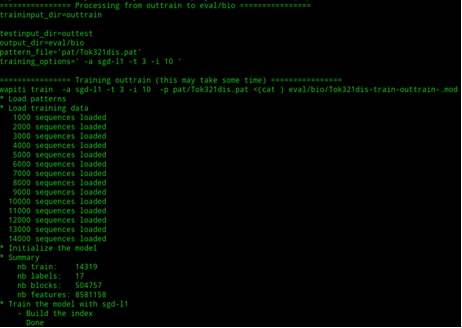 ================ Processing from outtrain to eval/bio ================
traininput_dir=outtrain
testinput_dir=outtest
output_dir=eval/bio
pattern_file='pat/Tok321dis.pat'
training_options=' -a sgd-l1 -t 3 -i 10 '
================ Training outtrain (this may take some time) ================
wapiti train  -a sgd-l1 -t 3 -i 10  -p pat/Tok321dis.pat <(cat ) eval/bio/Tok321dis-train-outtrain-.mod
* Load patterns
* Load training data
1000 sequences loaded
2000 sequences loaded
3000 sequences loaded
4000 sequences loaded
5000 sequences loaded
6000 sequences loaded
7000 sequences loaded
8000 sequences loaded
9000 sequences loaded
10000 sequences loaded
11000 sequences loaded
12000 sequences loaded
13000 sequences loaded
14000 sequences loaded
* Initialize the model
* Summary
nb train:    14319
nb labels:   17
nb blocks:   504757
nb features: 8581158
* Train the model with sgd-l1
- Build the index
Done